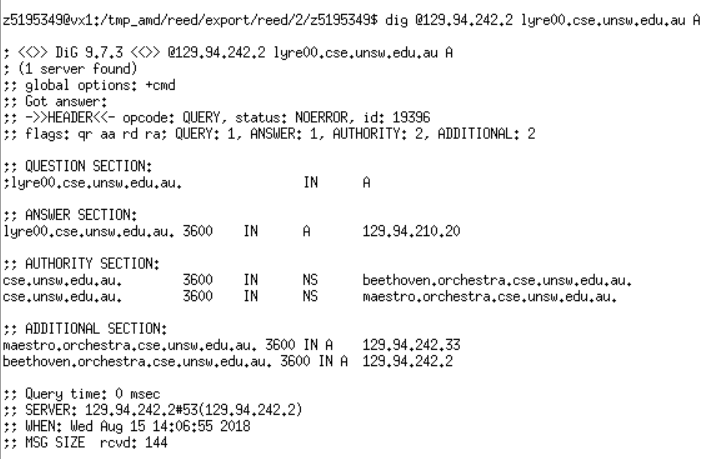 z5195349@vx1:/tmp_amd/reed/export/reed/2/z5195349$ dig @129.94.242.2 lyre00.cse.unsw.edu.au A
; <<>> DiG 9.7.3 <<>> @129.94.242.2 lyre00.cse.unsw.edu.au A
; (1 server found)
;; global options: +cmd
;; Got answer:
;; ->>HEADER<<- opcode: QUERY, status: NOERROR, id: 19396
;; flags: qr aa rd ra; QUERY: 1, ANSWER: 1, AUTHORITY: 2, ADDITIONAL: 2
;; QUESTION SECTION:
;lyre00.cse.unsw.edu.au. IN A
;; ANSWER SECTION:
lyre00.cse.unsw.edu.au. 3600 IN A 129.94.210.20
;; AUTHORITY SECTION:
cse.unsw.edu.au. 3600 IN NS beethoven.orchestra.cse.unsw.edu.au.
cse.unsw.edu.au. 3600 IN NS maestro.orchestra.cse.unsw.edu.au.
;; ADDITIONAL SECTION:
maestro.orchestra.cse.unsw.edu.au. 3600 IN A 129.94.242.33
beethoven.orchestra.cse.unsw.edu.au. 3600 IN A 129.94.242.2
;; Query time: 0 msec
;; SERVER: 129.94.242.2#53(129.94.242.2)
;; WHEN: Wed Aug 15 14:06:55 2018
;; MSG SIZE rcvd: 144